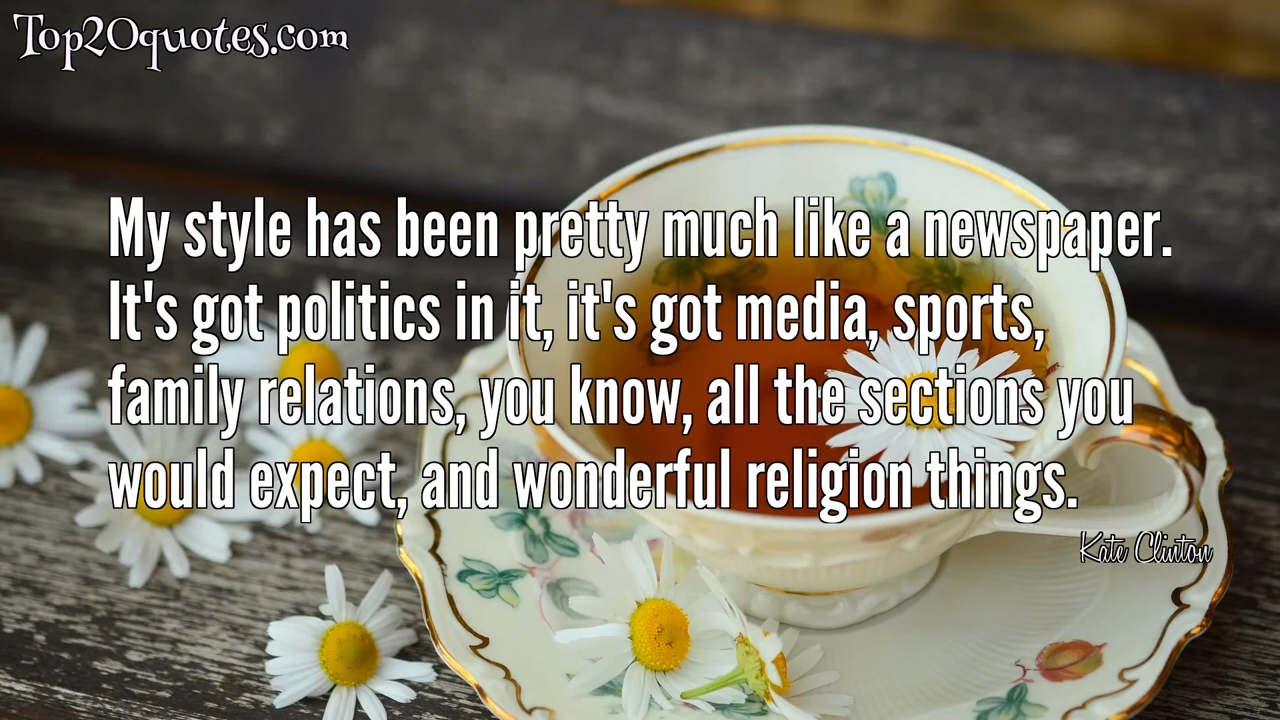 Top20quotes.com
My style has been pretty much like a newspaper.
It's got politics in it, it's got media, sports,
family relations, you know, all the sections you
would expect, and wonderful religion things.
Kate Clinton